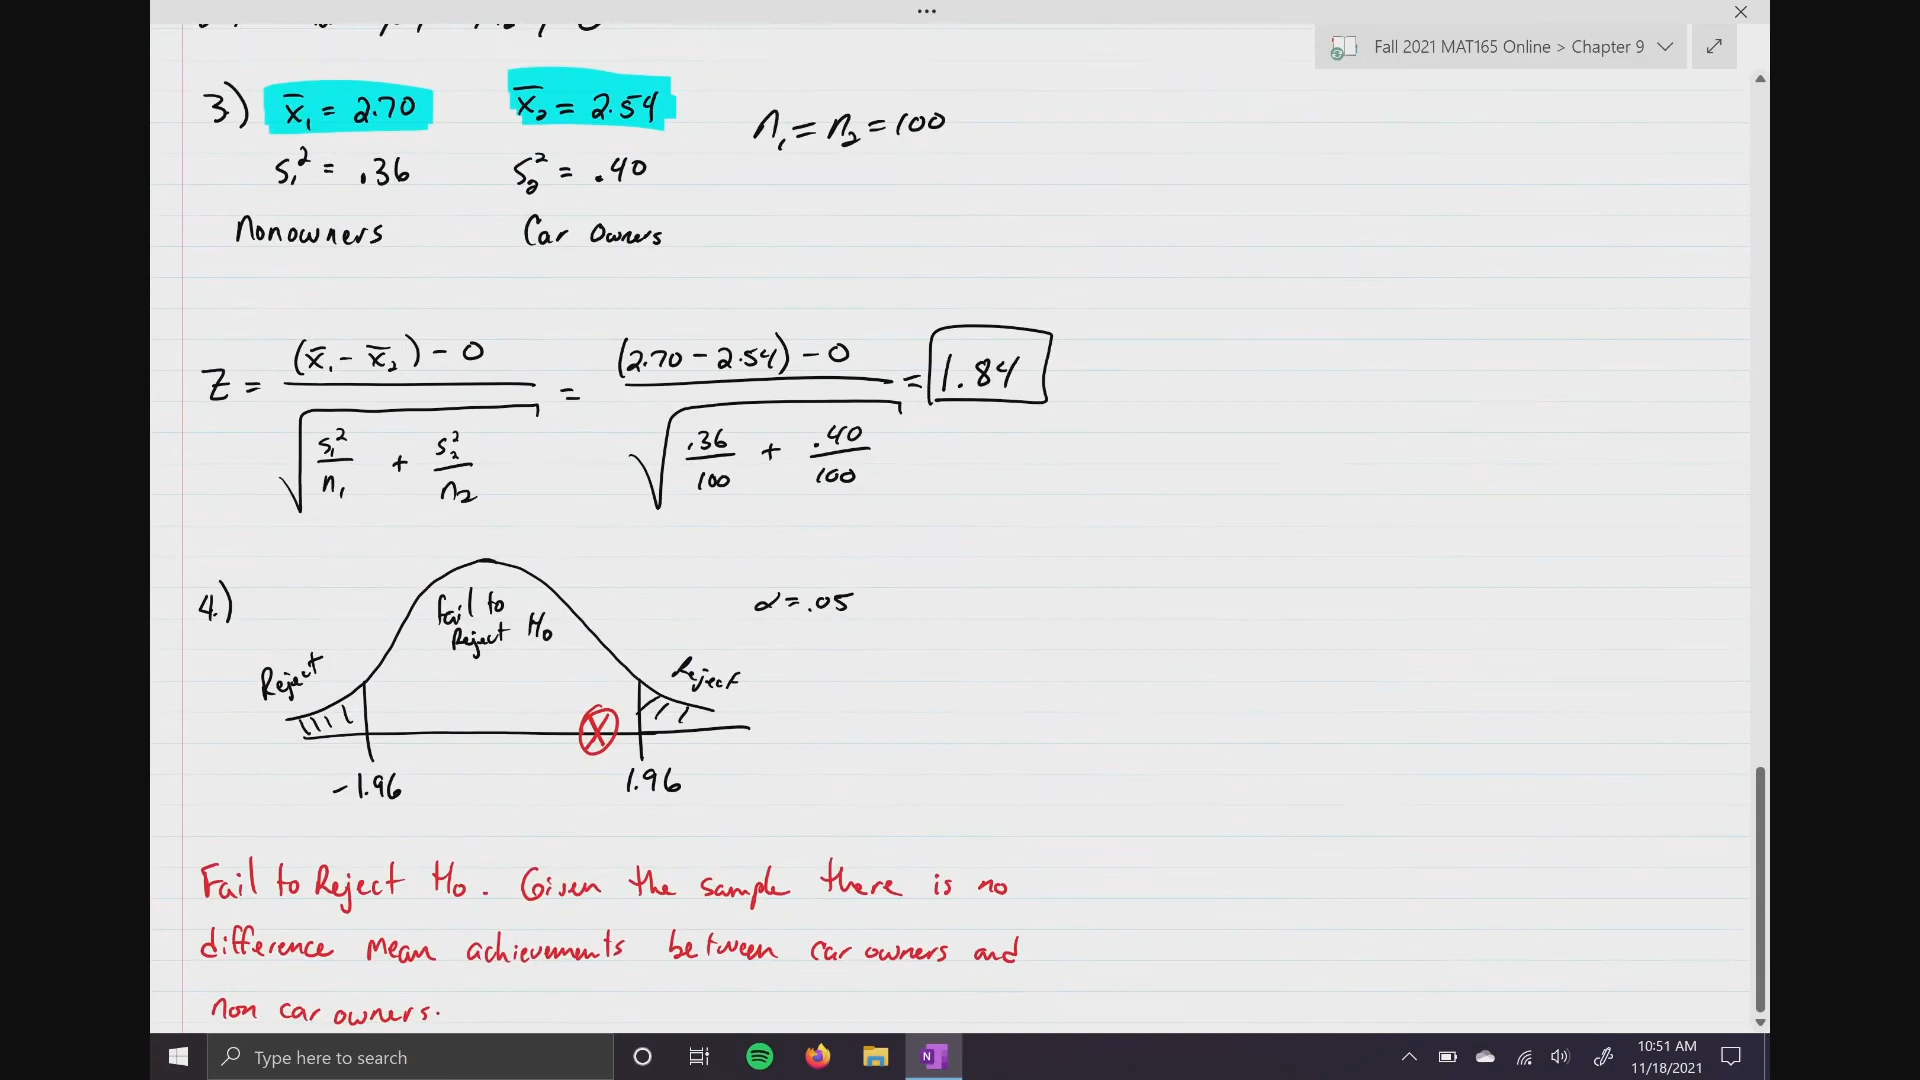 Fall 2021 MAT165 Online > Chapter 9
3) x̄₁ = 2.70 x̄₂ = 2.54 n₁ = n₂ = 100
s₁² = .36 s₂² = .40
Nonowners Car Owners
Z = (x̄₁ - x̄₂) - 0 / √(s₁²/n₁ + s₂²/n₂) = (2.70 - 2.54) - 0 / √(.36/100 + .40/100) = 1.84
4.) Fail to α = .05
Reject H₀
Reject Reject
X
-1.96 1.96
Fail to Reject H₀. Given the sample there is no
difference mean achievements between car owners and
non car owners.
Type here to search
10:51 AM
11/18/2021